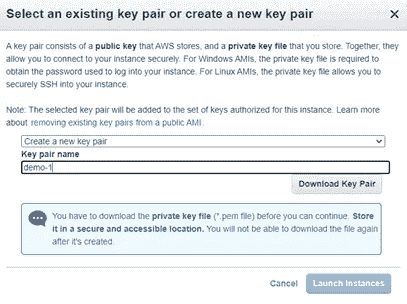 Select an existing key pair or create a new key pair
A key pair consists of a public key that AWS stores, and a private key file that you store. Together, they
allow you to connect to your instance securely. For Windows AMIs, the private key file is required to
obtain the password used to log into your instance. For Linux AMIs, the private key file allows you to
securely SSH into your instance.
Note: The selected key pair will be added to the set of keys authorized for this instance. Learn more
about removing existing key pairs from a public AMI .
Create a new key pair
Key pair name
demo-1
Download Key Pair
You have to download the private key file (*.pem file) before you can continue. Store
it in a secure and accessible location. You will not be able to download the file again
after it's created.
Cancel Launch Instances